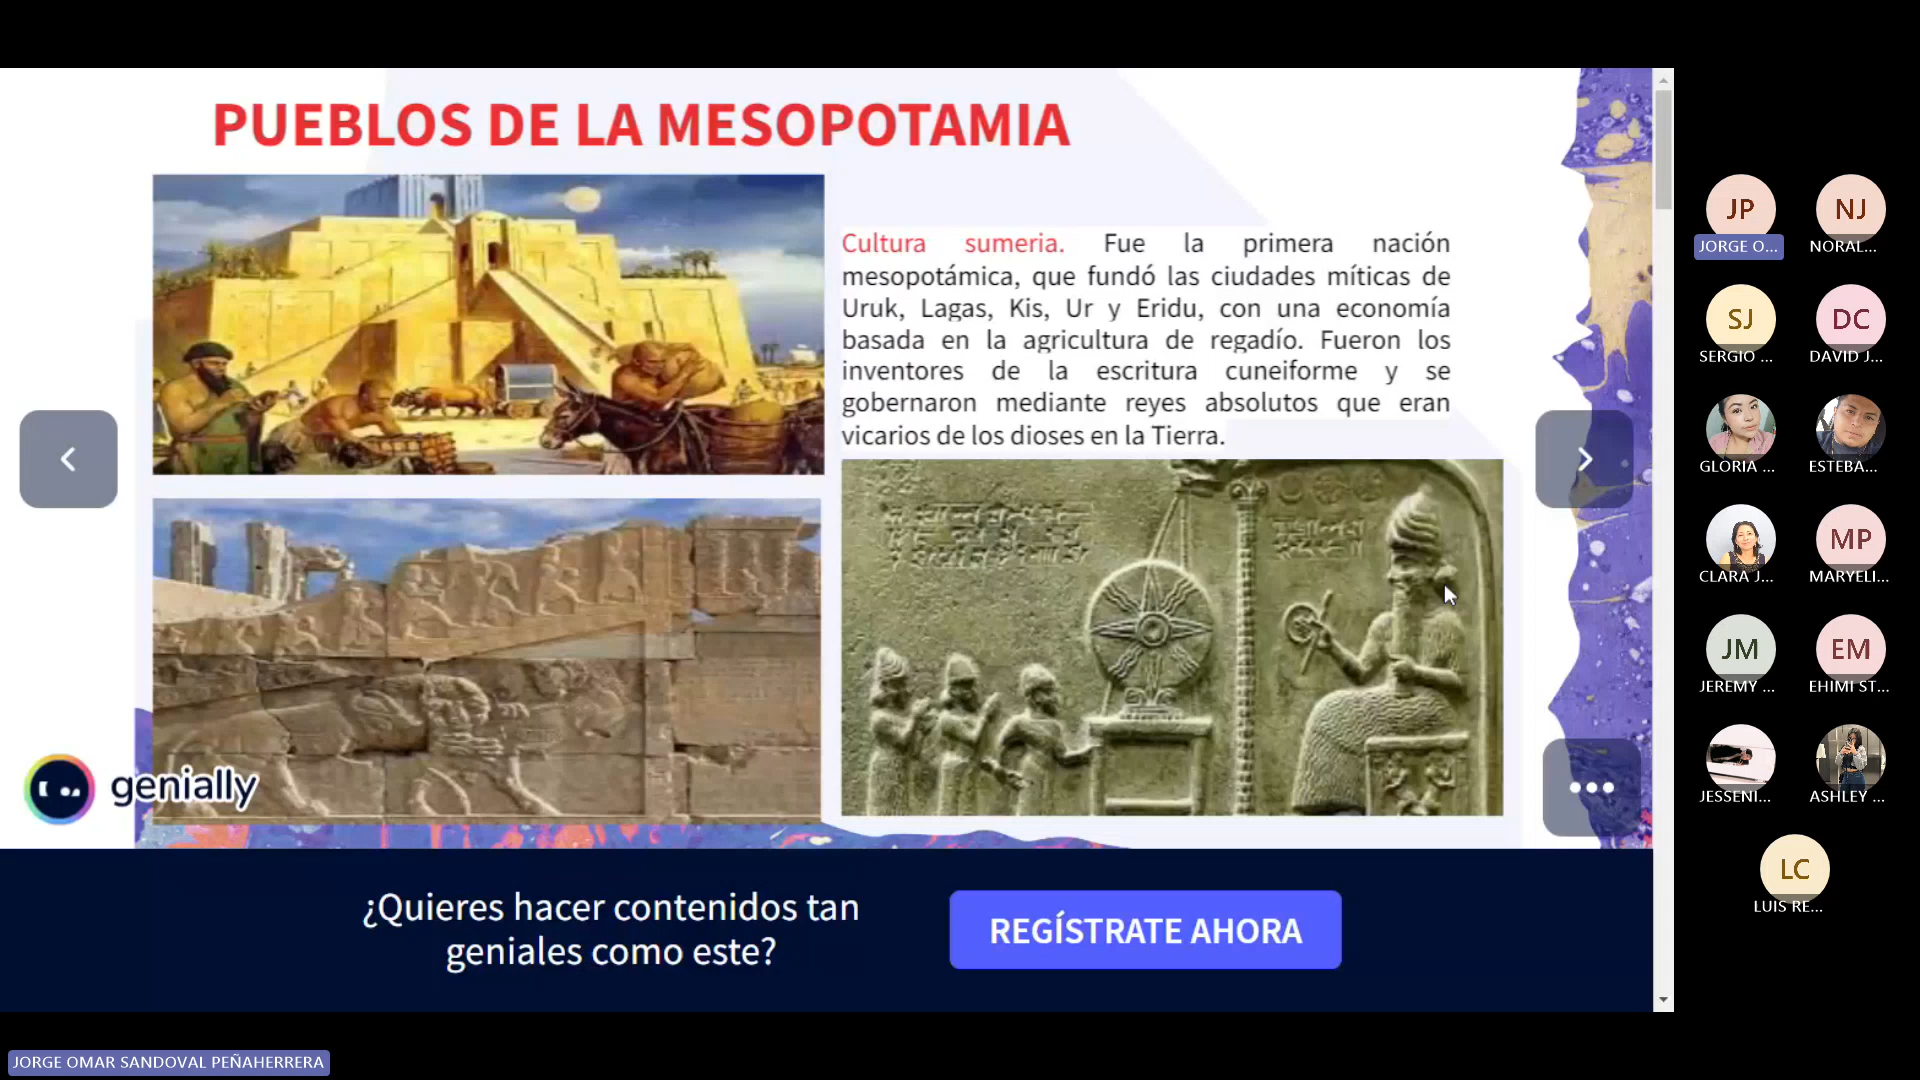 PUEBLOS DE LA MESOPOTAMIA
Cultura sumeria. Fue la primera nación
mesopotámica, que fundó las ciudades míticas de
Uruk, Lagas, Kis, Ur y Eridu, con una economía
basada en la agricultura de regadío. Fueron los
inventores de la escritura cuneiforme y se
gobernaron mediante reyes absolutos que eran
vicarios de los dioses en la Tierra.
genially
¿Quieres hacer contenidos tan
geniales como este?
REGÍSTRATE AHORA
JP
JORGE O...
NJ
NORAL...
SJ
SERGIO ...
DC
DAVID J...
GLORIA ...
ESTEBA...
CLARA J...
MP
MARYELI...
JM
JEREMY ...
EM
EHIMI ST...
JESSENI...
ASHLEY ...
LC
LUIS RE...
JORGE OMAR SANDOVAL PEÑAHERRERA